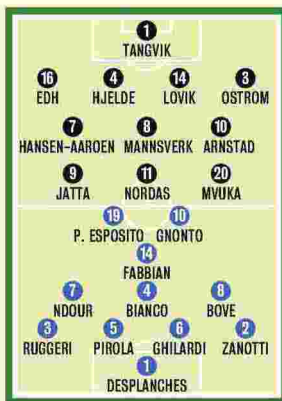 1
TANGVIK
16 4 14 3
EDH HJELDE LOVIK OSTROM
7 8 10
HANSEN-AAROEN MANNSVERK ARNSTAD
9 11 20
JATTA NORDAS MVUKA
19 10
P. ESPOSITO GNONTO
14
FABBIAN
7 4 8
NDOUR BIANCO BOVE
3 5 6 2
RUGGERI PIROLA GHILARDI ZANOTTI
1
DESPLANCHES